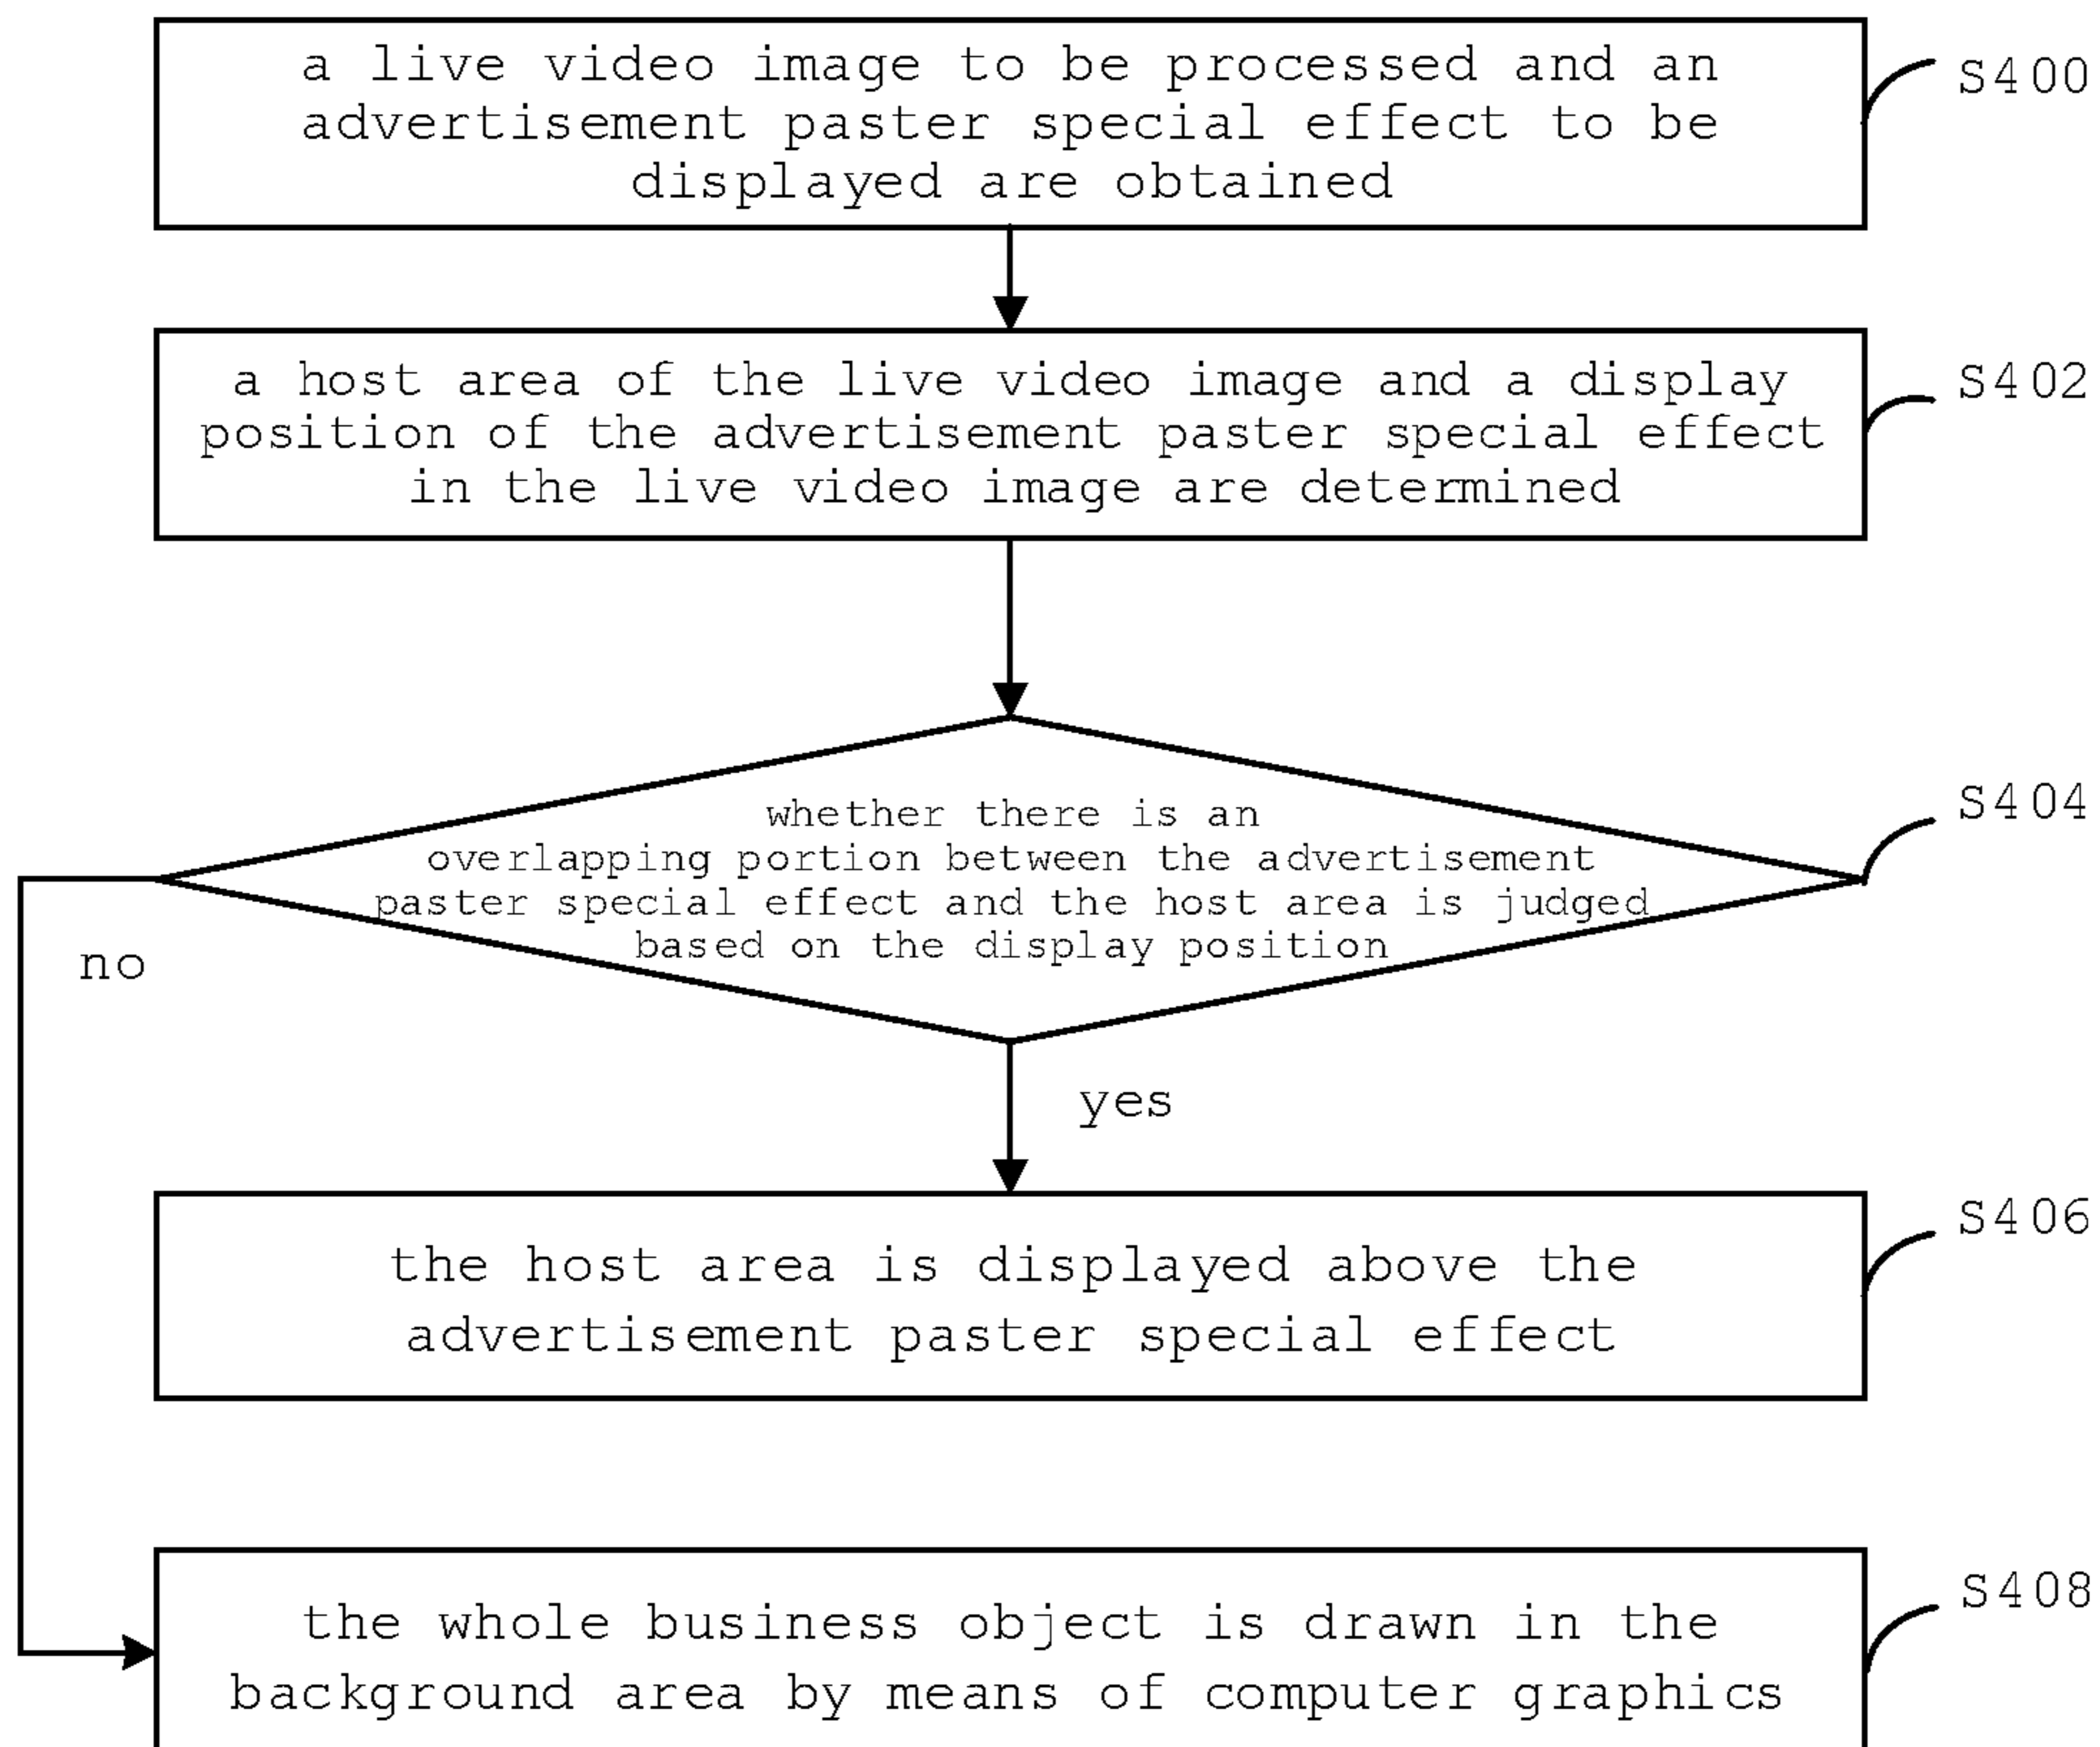 a live video image to be processed and an
advertisement paster special effect to be
displayed are obtained
S400
a host area of the live video image and a display
position of the advertisement paster special effect
in the live video image are determined
S402
whether there is an
overlapping portion between the advertisement
paster special effect and the host area is judged
based on the display position
S404
no
yes
the host area is displayed above the
advertisement paster special effect
S406
the whole business object is drawn in the
background area by means of computer graphics
S408